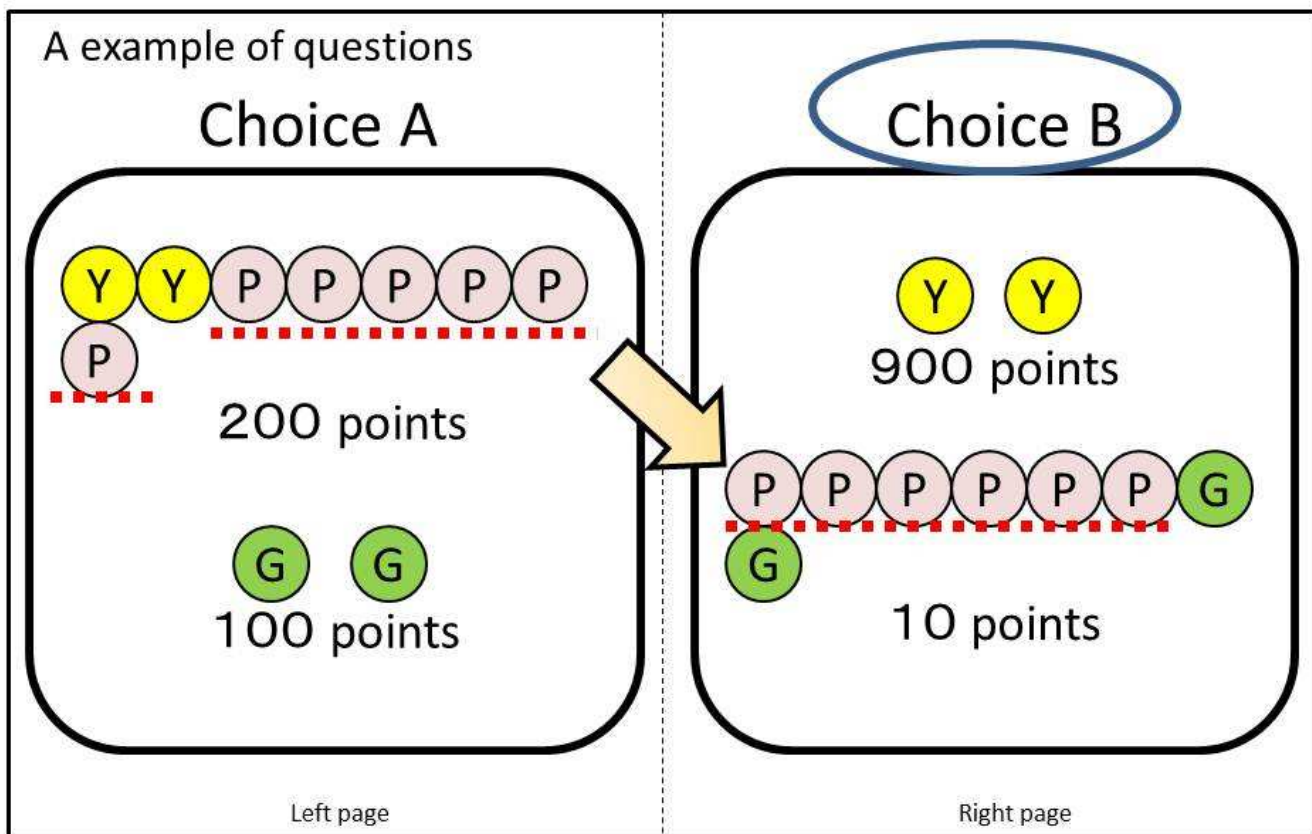 A example of questions
Choice A
Y Y P P P P P
P
200 points
G G
100 points
Left page
Choice B
Y Y
900 points
P P P P P P G
G
10 points
Right page